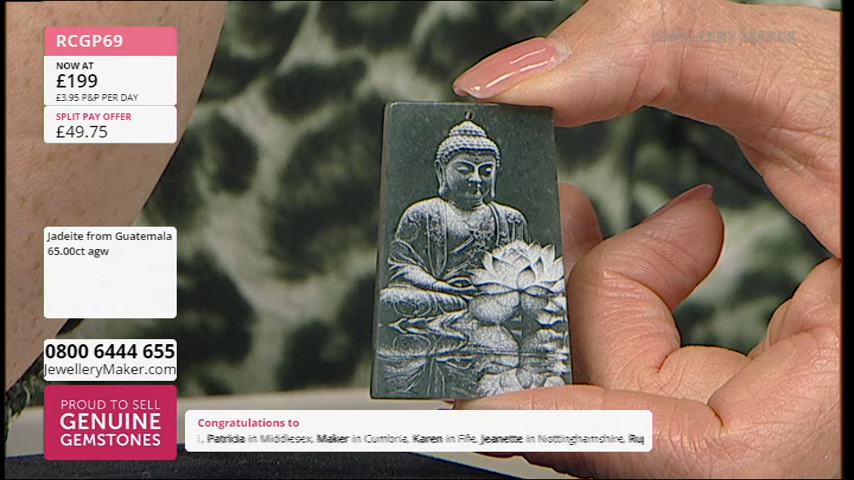 RCGP69
NOW AT
£199
£3.95 P&P PER DAY
SPLIT PAY OFFER
£49.75
JEWELLERY MAKER
Jadeite from Guatemala
65.00ct agw
0800 6444 655
JewelleryMaker.com
PROUD TO SELL
GENUINE
GEMSTONES
Congratulations to
Patricia in Middlesex, Maker in Cumbria, Karen in Fife, Jeanette in Nottinghamshire,